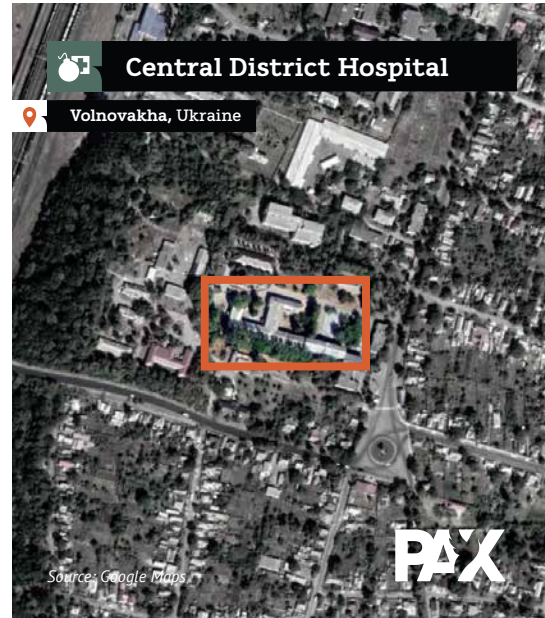 Central District Hospital
Volnovakha, Ukraine
Source: Google Maps
PAX